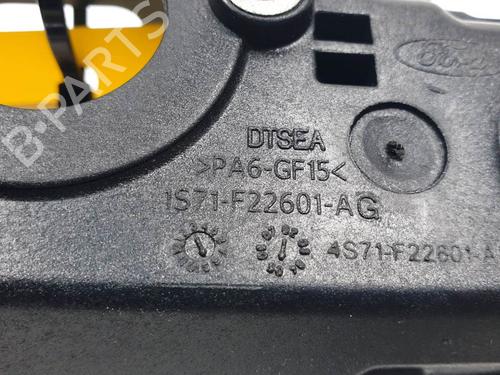 Ford
DTSEA
>PA6-GF15<
1S71-F22601-AG
4S71-F22601-A
B-PARTS